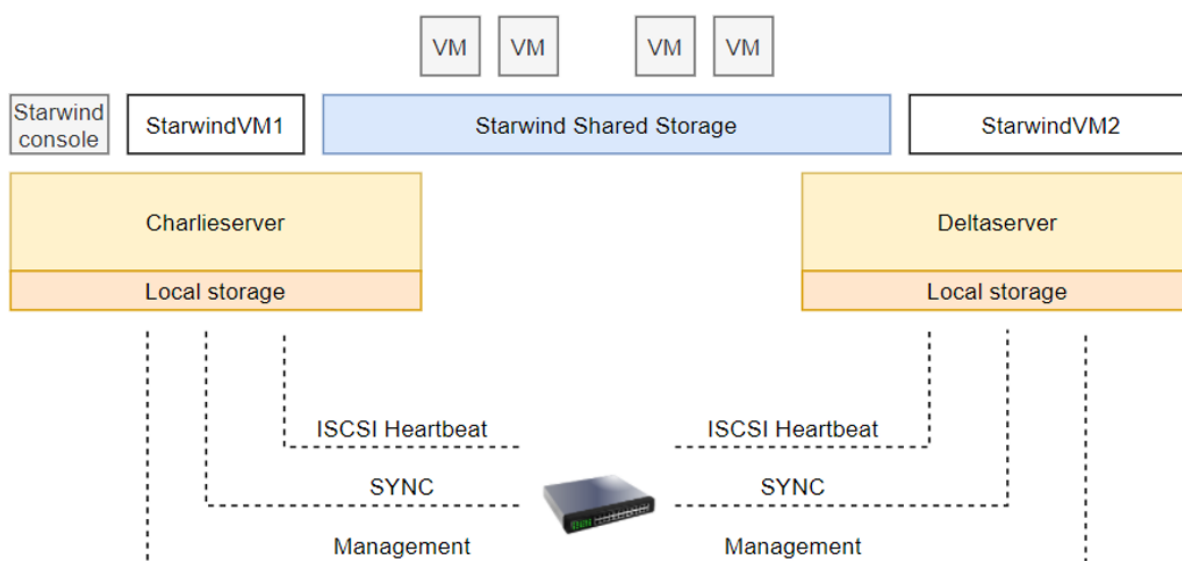 VM VM VM VM
Starwind
console
StarwindVM1
Starwind Shared Storage
StarwindVM2
Charlieserver
Deltaserver
Local storage
Local storage
ISCSI Heartbeat
ISCSI Heartbeat
SYNC
SYNC
Management
Management